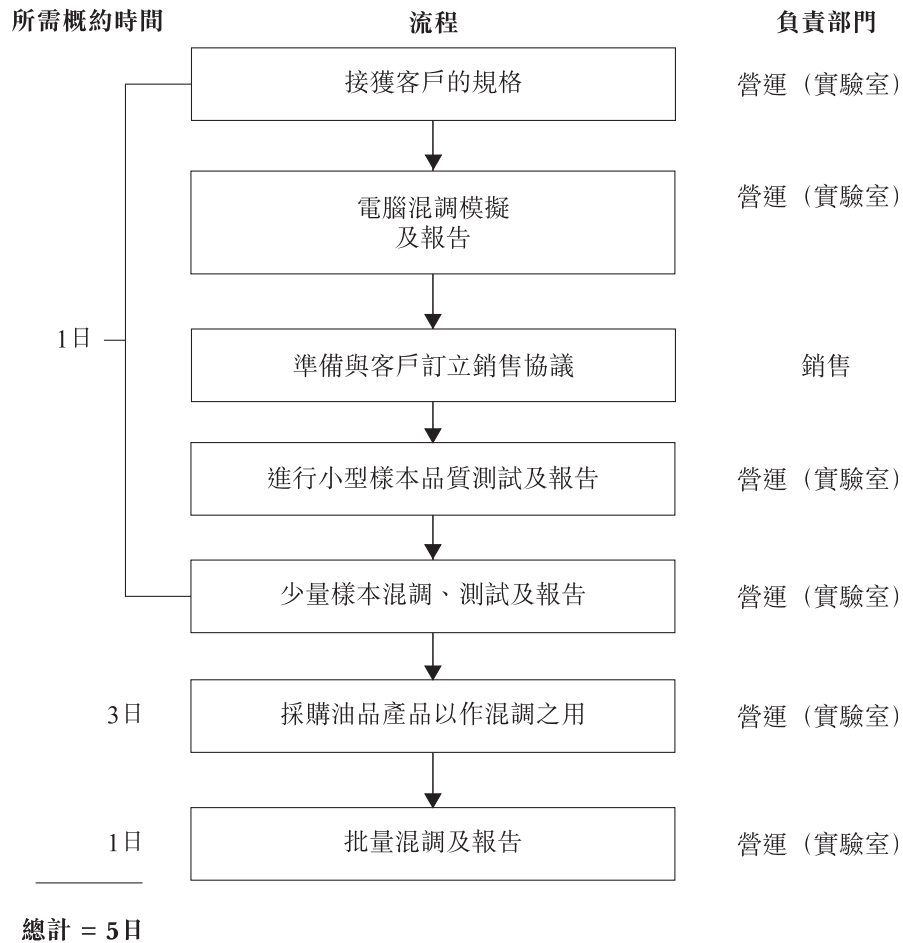 所需概約時間 流程 負責部門
接獲客戶的規格 營運（實驗室）
電腦混調模擬 營運（實驗室）
及報告
1日 準備與客戶訂立銷售協議 銷售
進行小型樣本品質測試及報告 營運（實驗室）
少量樣本混調、測試及報告 營運（實驗室）
3日 採購油品產品以作混調之用 營運（實驗室）
1日 批量混調及報告 營運（實驗室）
總計 = 5日